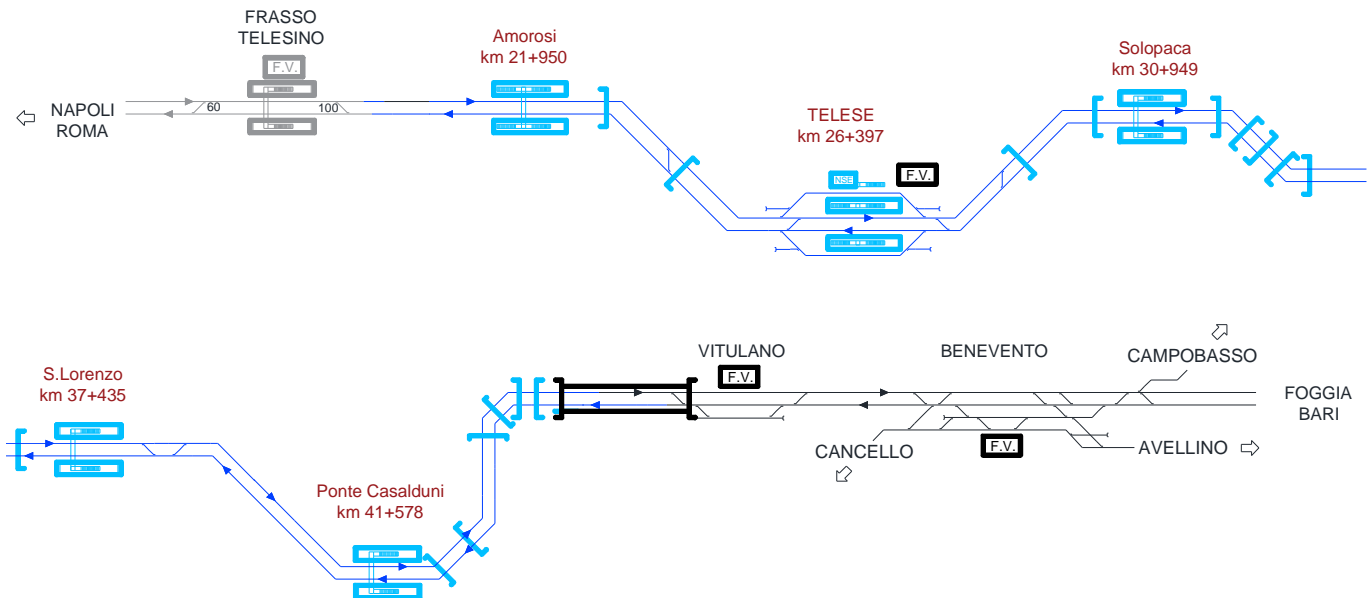 FRASSO
TELESINO
F.V.
60
100
NAPOLI
ROMA
Amorosi
km 21+950
TELESE
km 26+397
NSE
F.V.
Solopaca
km 30+949
S.Lorenzo
km 37+435
Ponte Casalduni
km 41+578
VITULANO
F.V.
BENEVENTO
CAMPOBASSO
FOGGIA
BARI
CANCELLO
F.V.
AVELLINO